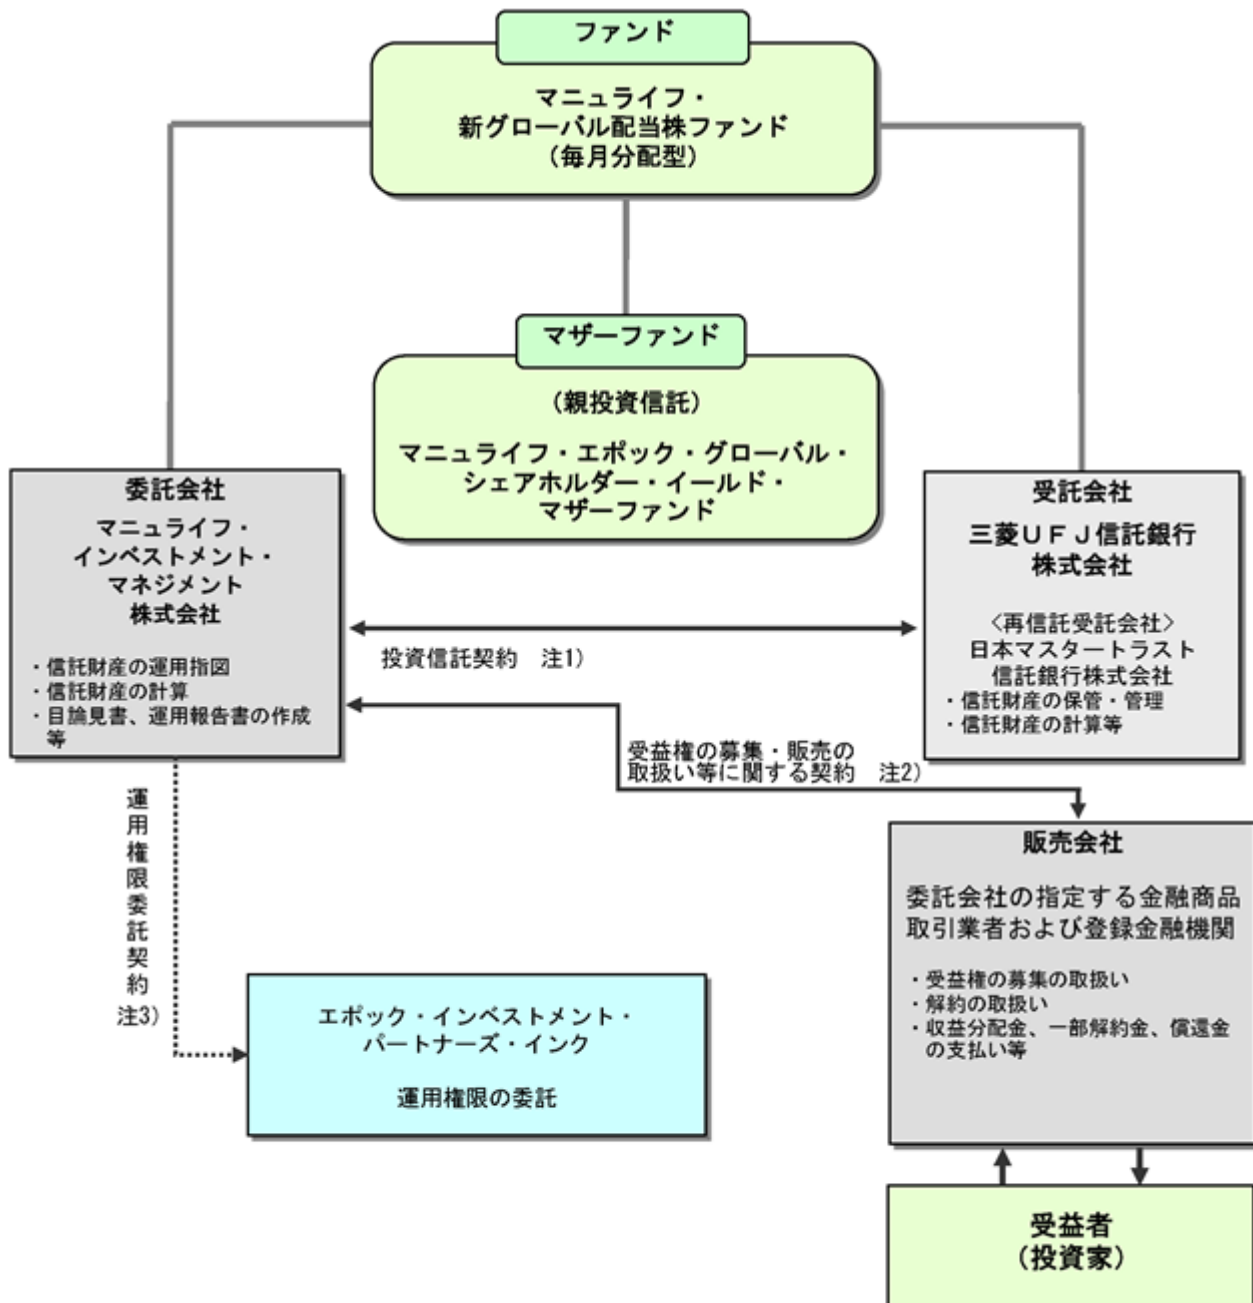 ファンド
マニュライフ・
新グローバル配当株ファンド
(毎月分配型)
マザーファンド
(親投資信託)
マニュライフ・エポック・グローバル・
シェアホルダー・イールド・
マザーファンド
委託会社
マニュライフ・
インベストメント・
マネジメント
株式会社
・信託財産の運用指図
・信託財産の計算
・目論見書、運用報告書の作成
等
受託会社
三菱UFJ信託銀行
株式会社
〈再信託受託会社〉
日本マスタートラスト
信託銀行株式会社
・信託財産の保管・管理
・信託財産の計算等
投資信託契約 注1)
受益権の募集・販売の
取扱い等に関する契約 注2)
運用権限委託契約
注3)
エポック・インベストメント・
パートナーズ・インク
運用権限の委託
販売会社
委託会社の指定する金融商品
取引業者および登録金融機関
・受益権の募集の取扱い
・解約の取扱い
・収益分配金、一部解約金、償還金
の支払い等
受益者
(投資家)